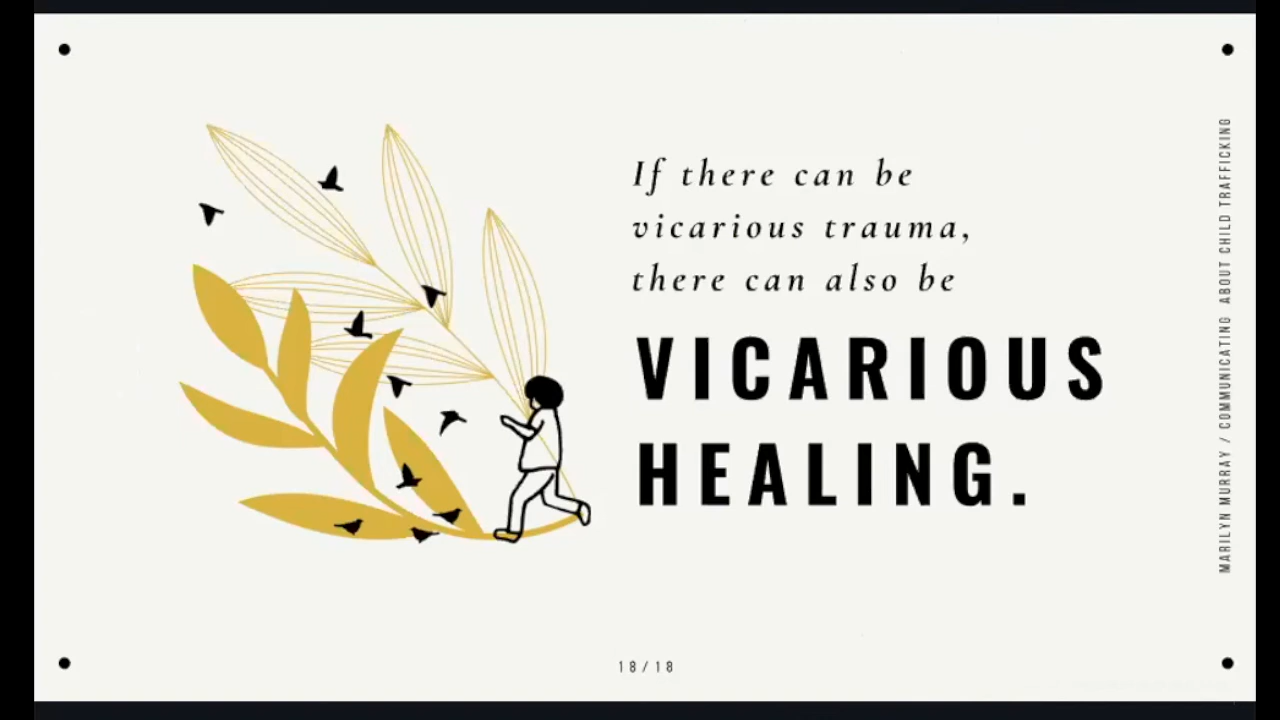 If there can be
vicarious trauma,
there can also be
VICARIOUS
HEALING.
MARILYN MURRAY / COMMUNICATING ABOUT CHILD TRAFFICKING
18/18